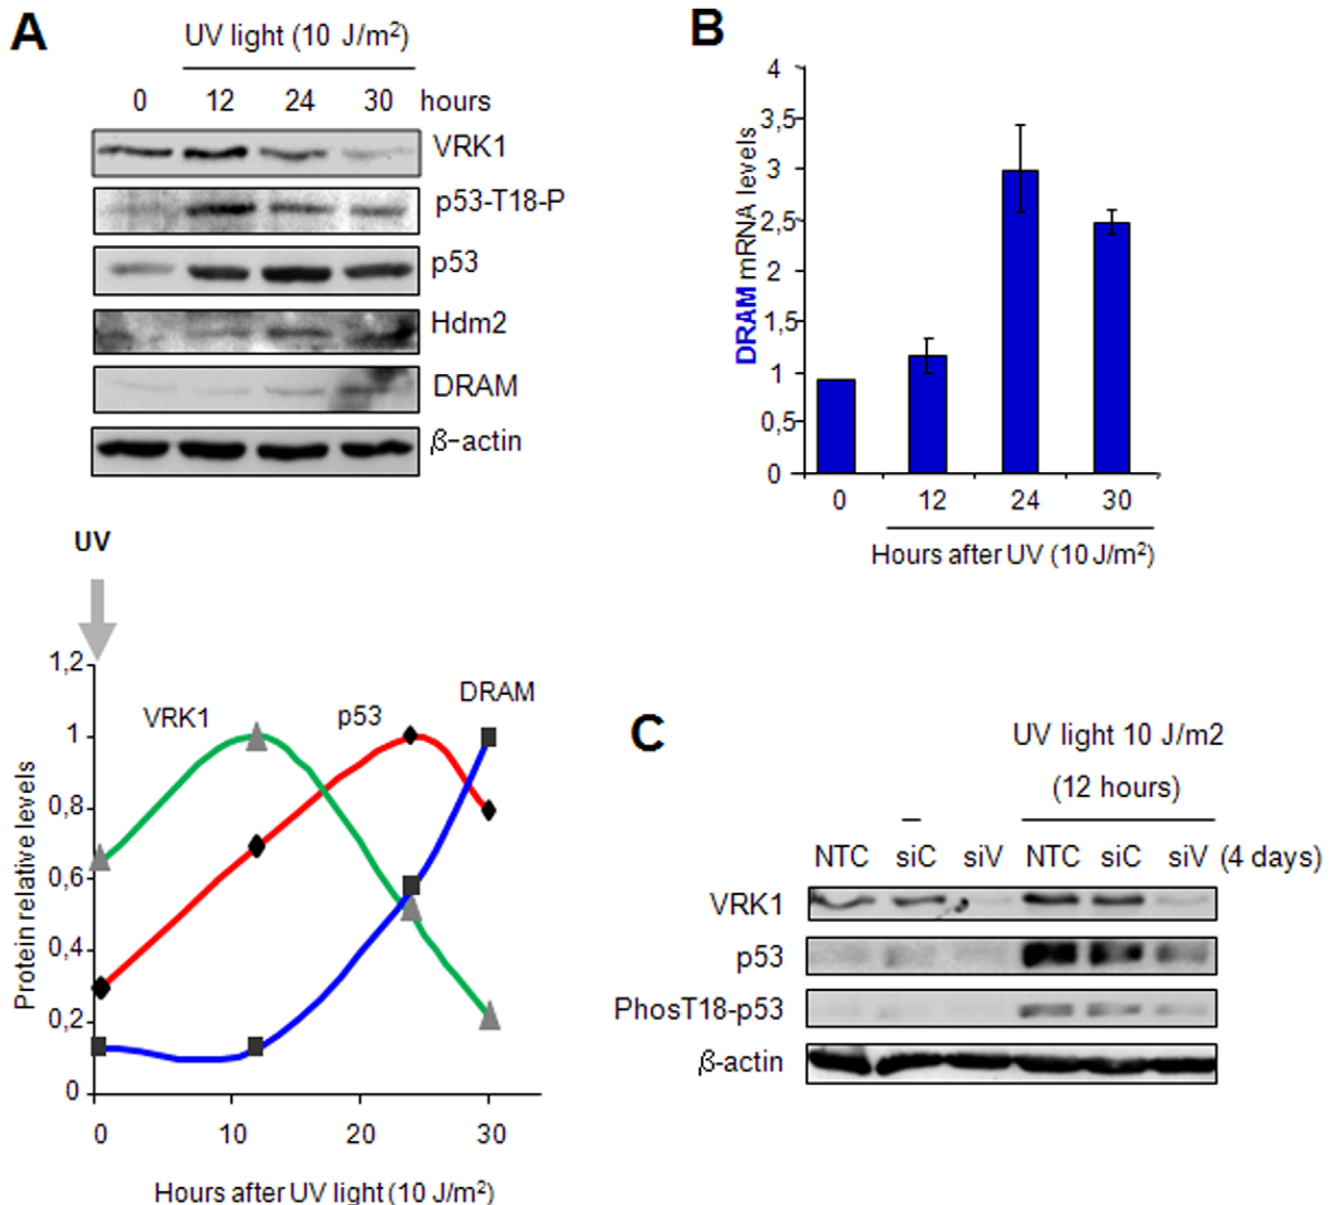 A
UV light (10 J/m²)
0 12 24 30 hours
VRK1
p53-T18-P
p53
Hdm2
DRAM
β-actin
UV
1,2
1
0,8
0,6
0,4
0,2
0
Protein relative levels
VRK1
p53
DRAM
0 10 20 30
Hours after UV light (10 J/m²)
B
4
3,5
3
2,5
2
1,5
1
0,5
0
DRAM mRNA levels
0 12 24 30
Hours after UV (10 J/m²)
C
UV light 10 J/m2
(12 hours)
NTC siC siV NTC siC siV (4 days)
VRK1
p53
PhosT18-p53
β-actin